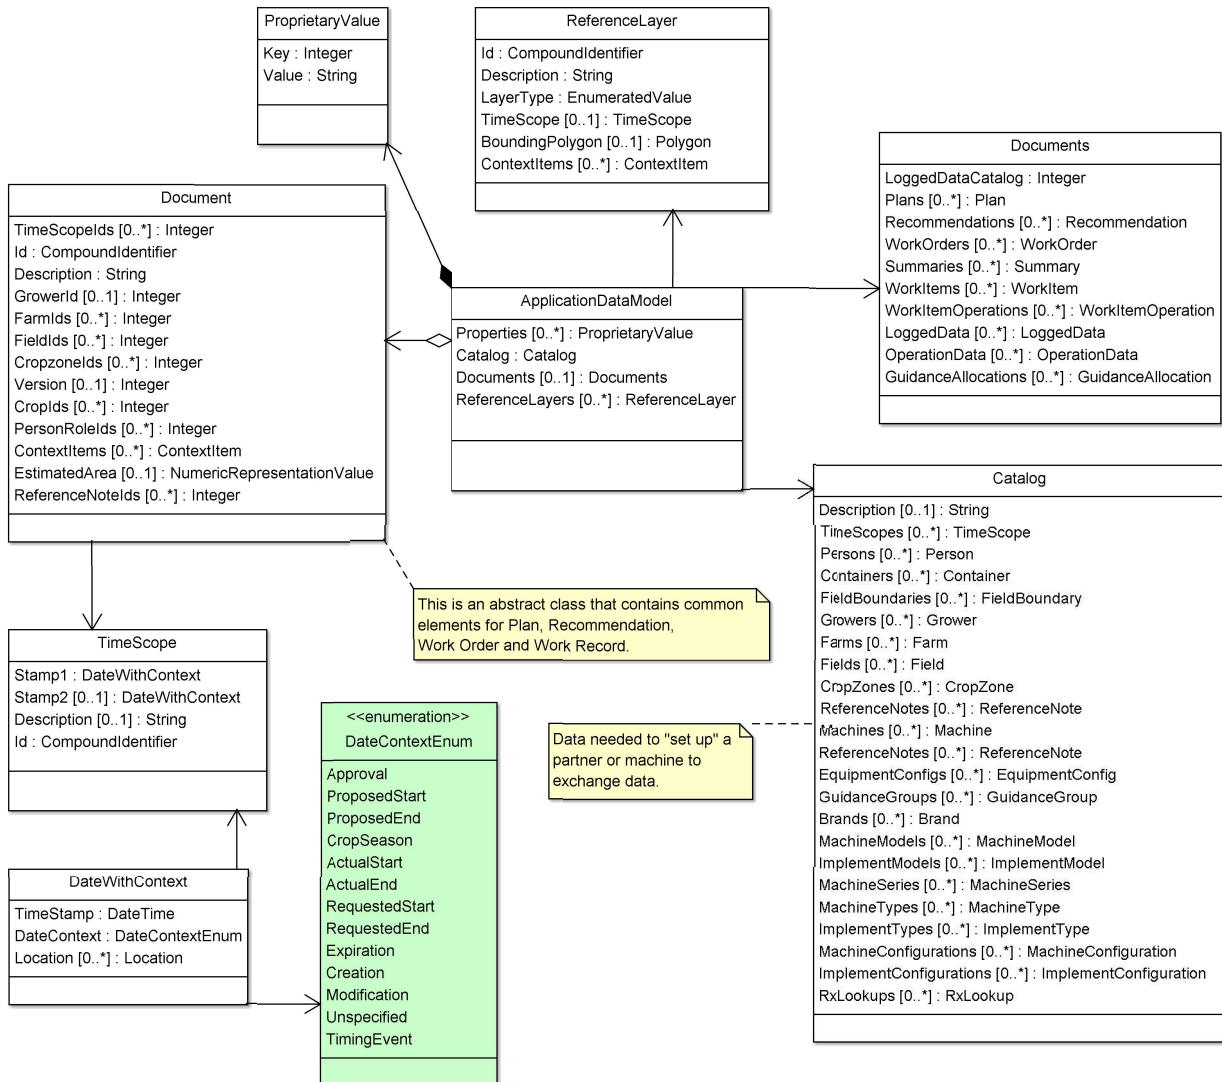 ProprietaryValue
Key : Integer
Value : String
ReferenceLayer
Id : CompoundIdentifier
Description : String
LayerType : EnumeratedValue
TimeScope [0..1] : TimeScope
BoundingPolygon [0..1] : Polygon
ContextItems [0..*] : ContextItem
Documents
LoggedDataCatalog : Integer
Plans [0..*] : Plan
Recommendations [0..*] : Recommendation
WorkOrders [0..*] : WorkOrder
Summaries [0..*] : Summary
WorkItems [0..*] : WorkItem
WorkItemOperations [0..*] : WorkItemOperation
LoggedData [0..*] : LoggedData
OperationData [0..*] : OperationData
GuidanceAllocations [0..*] : GuidanceAllocation
Document
TimeScopeIds [0..*] : Integer
Id : CompoundIdentifier
Description : String
GrowerId [0..1] : Integer
FarmIds [0..*] : Integer
FieldIds [0..*] : Integer
CropzoneIds [0..*] : Integer
Version [0..1] : Integer
CropIds [0..*] : Integer
PersonRoleIds [0..*] : Integer
ContextItems [0..*] : ContextItem
EstimatedArea [0..1] : NumericRepresentationValue
ReferenceNoteIds [0..*] : Integer
ApplicationDataModel
Properties [0..*] : ProprietaryValue
Catalog : Catalog
Documents [0..1] : Documents
ReferenceLayers [0..*] : ReferenceLayer
Catalog
Description [0..1] : String
TimeScopes [0..*] : TimeScope
Persons [0..*] : Person
Containers [0..*] : Container
FieldBoundaries [0..*] : FieldBoundary
Growers [0..*] : Grower
Farms [0..*] : Farm
Fields [0..*] : Field
CropZones [0..*] : CropZone
ReferenceNotes [0..*] : ReferenceNote
Machines [0..*] : Machine
ReferenceNotes [0..*] : ReferenceNote
EquipmentConfigs [0..*] : EquipmentConfig
GuidanceGroups [0..*] : GuidanceGroup
Brands [0..*] : Brand
MachineModels [0..*] : MachineModel
ImplementModels [0..*] : ImplementModel
MachineSeries [0..*] : MachineSeries
MachineTypes [0..*] : MachineType
ImplementTypes [0..*] : ImplementType
MachineConfigurations [0..*] : MachineConfiguration
ImplementConfigurations [0..*] : ImplementConfiguration
RxLookups [0..*] : RxLookup
This is an abstract class that contains common
elements for Plan, Recommendation,
Work Order and Work Record.
TimeScope
Stamp1 : DateWithContext
Stamp2 [0..1] : DateWithContext
Description [0..1] : String
Id : CompoundIdentifier
<<enumeration>>
DateContextEnum
Approval
ProposedStart
ProposedEnd
CropSeason
ActualStart
ActualEnd
RequestedStart
RequestedEnd
Expiration
Creation
Modification
Unspecified
TimingEvent
Data needed to "set up" a
partner or machine to
exchange data.
DateWithContext
TimeStamp : DateTime
DateContext : DateContextEnum
Location [0..*] : Location